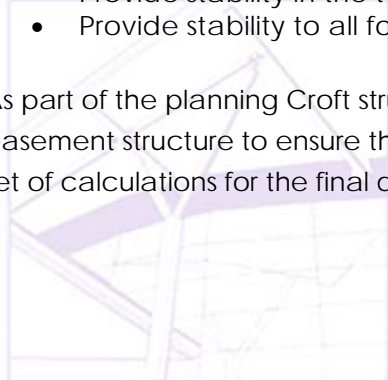 • Provide stability to all fo
s part of the planning Croft stru
asement structure to ensure th
et of calculations for the final d